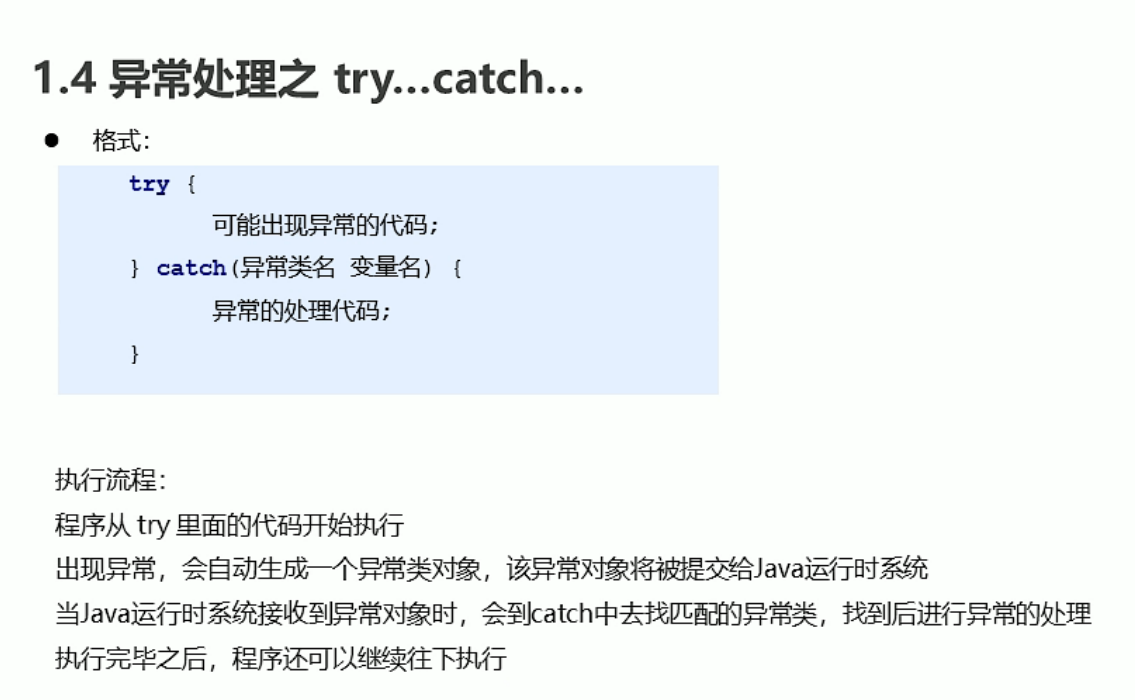 1.4 异常处理之 try...catch...
● 格式：
try {
可能出现异常的代码;
} catch(异常类名 变量名) {
异常的处理代码;
}
执行流程：
程序从 try 里面的代码开始执行
出现异常，会自动生成一个异常类对象，该异常对象将被提交给Java运行时系统
当Java运行时系统接收到异常对象时，会到catch中去找匹配的异常类，找到后进行异常的处理
执行完毕之后，程序还可以继续往下执行